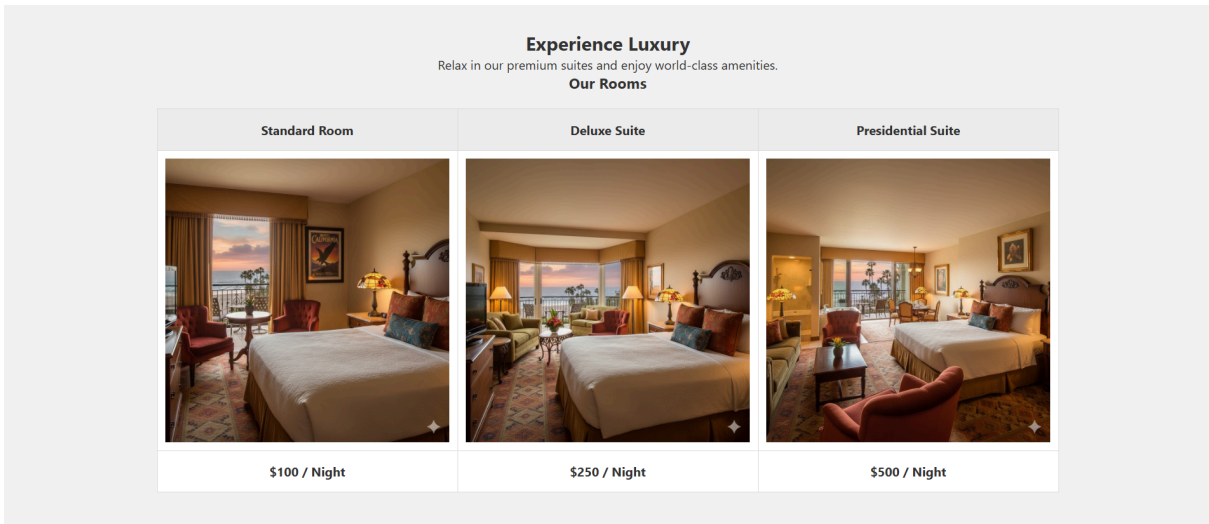 Experience Luxury
Relax in our premium suites and enjoy world-class amenities.
Our Rooms
Standard Room
Deluxe Suite
Presidential Suite
CALIFORNIA
$100 / Night
$250 / Night
$500 / Night